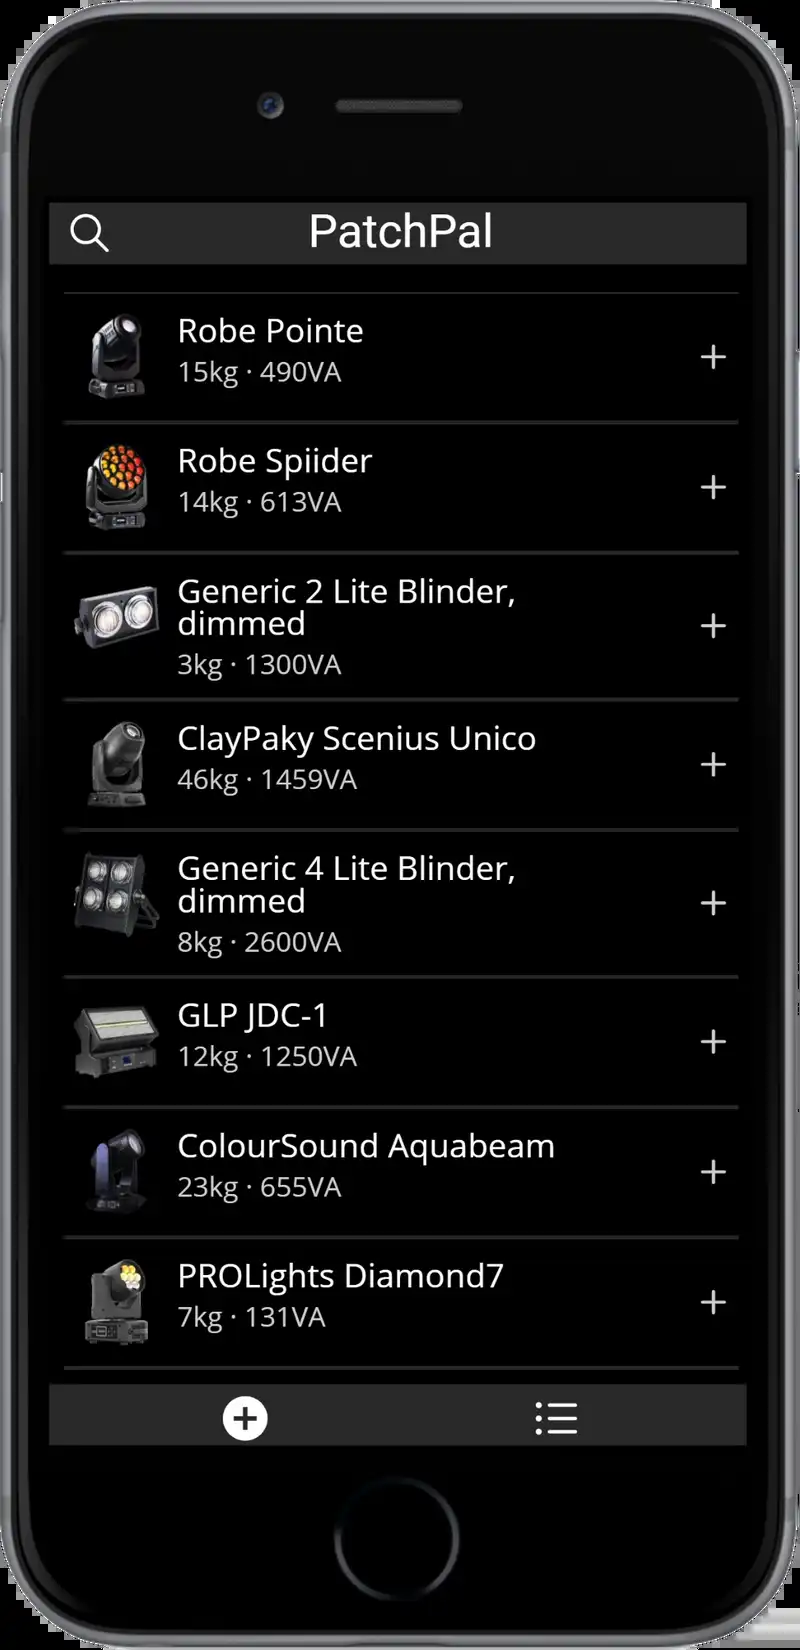 PatchPal
Robe Pointe
15kg · 490VA
Robe Spiider
14kg · 613VA
Generic 2 Lite Blinder,
dimmed
3kg · 1300VA
ClayPaky Scenius Unico
46kg · 1459VA
Generic 4 Lite Blinder,
dimmed
8kg · 2600VA
GLP JDC-1
12kg · 1250VA
ColourSound Aquabeam
23kg · 655VA
PROLights Diamond7
7kg · 131VA